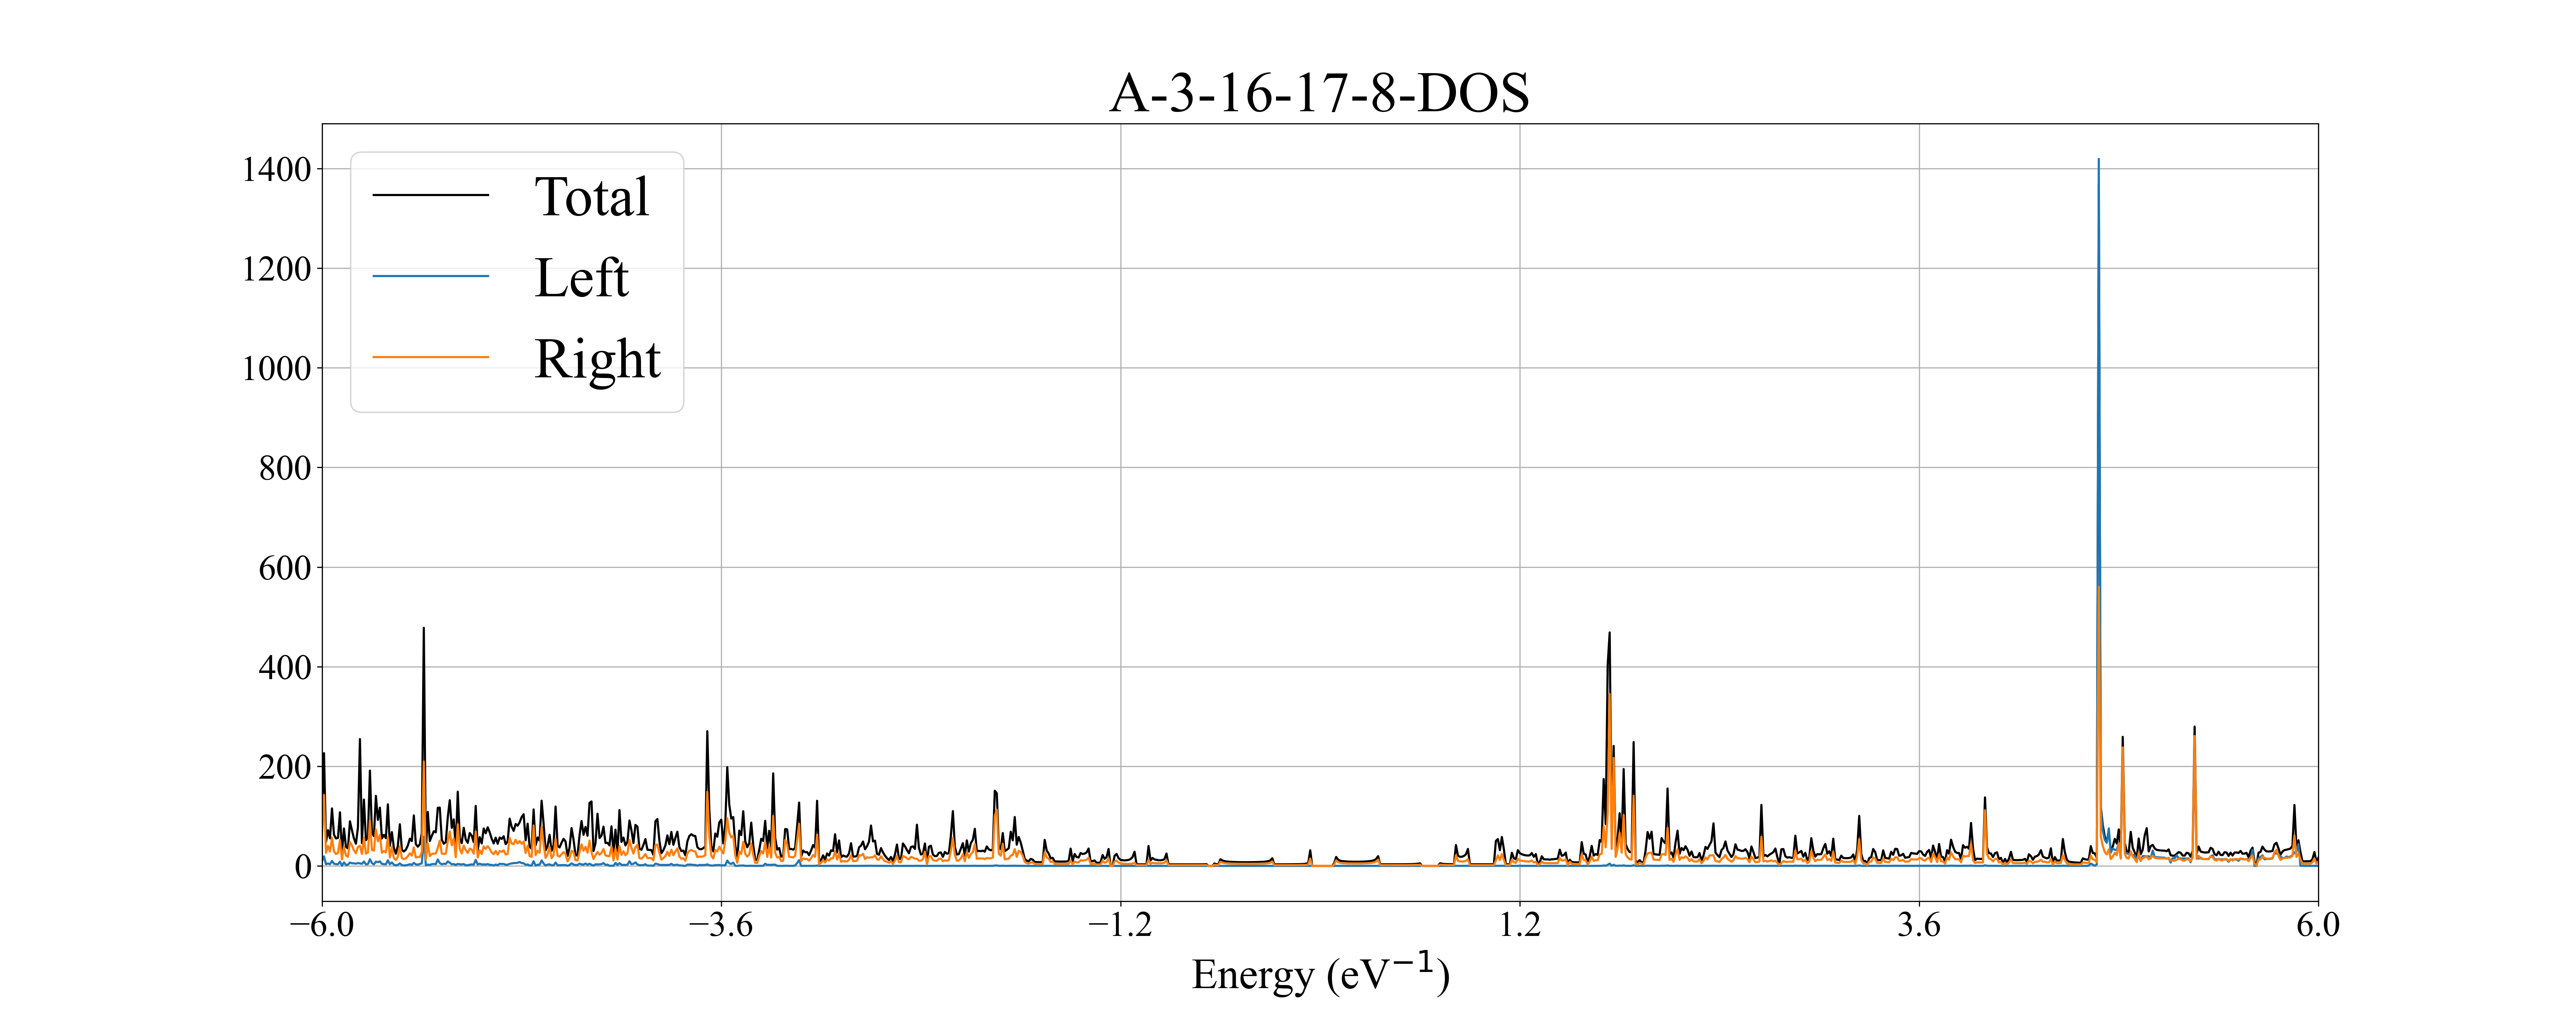 A-3-16-17-8-DOS
Total
Left
Right
1400
1200
1000
800
600
400
200
0
−6.0 −3.6 −1.2 1.2 3.6 6.0
Energy (eV⁻¹)